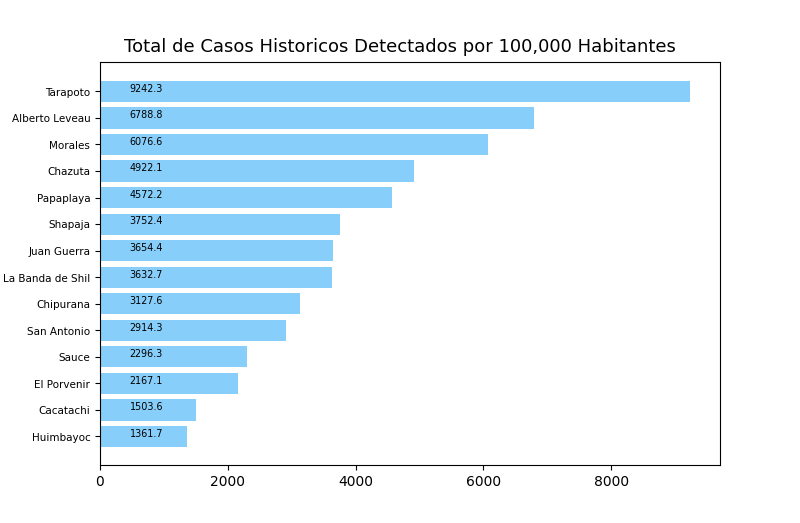 Total de Casos Historicos Detectados por 100,000 Habitantes
Tarapoto 9242.3
Alberto Leveau 6788.8
Morales 6076.6
Chazuta 4922.1
Papaplaya 4572.2
Shapaja 3752.4
Juan Guerra 3654.4
La Banda de Shil 3632.7
Chipurana 3127.6
San Antonio 2914.3
Sauce 2296.3
El Porvenir 2167.1
Cacatachi 1503.6
Huimbayoc 1361.7
0 2000 4000 6000 8000